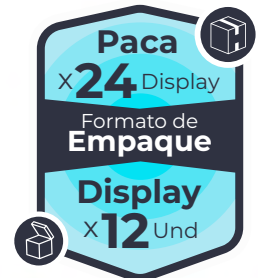 Paca
X 24 Display
Formato de
Empaque
Display
X 12 Und